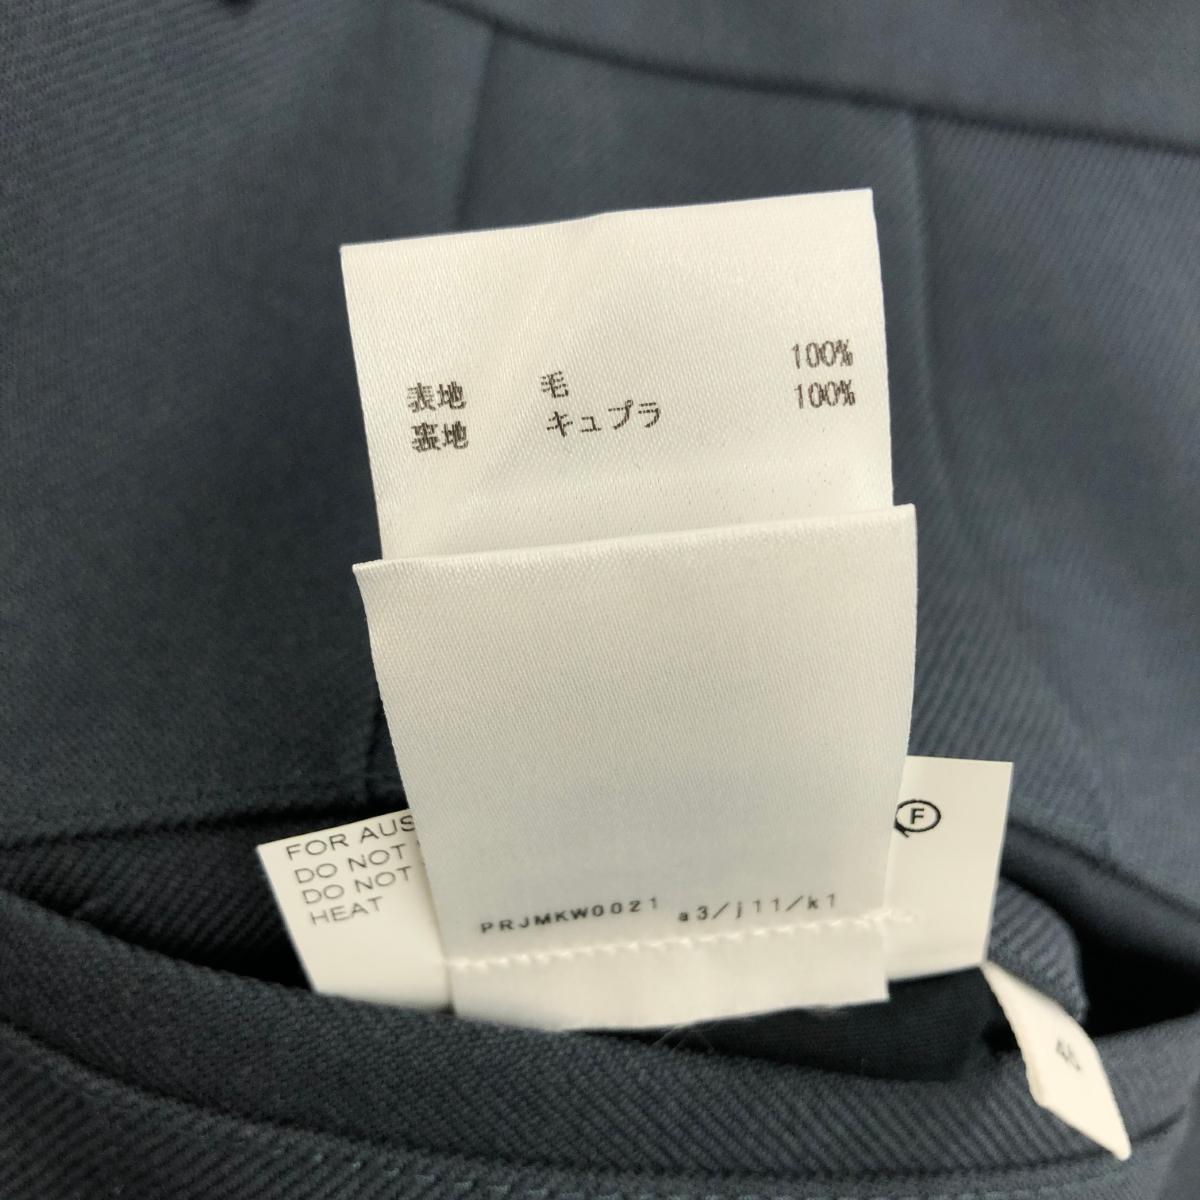 表地 毛 100%
裏地 キュプラ 100%
FOR AUS
DO NOT
DO NOT
HEAT
F
PRJMKW0021 a3/j11/k1